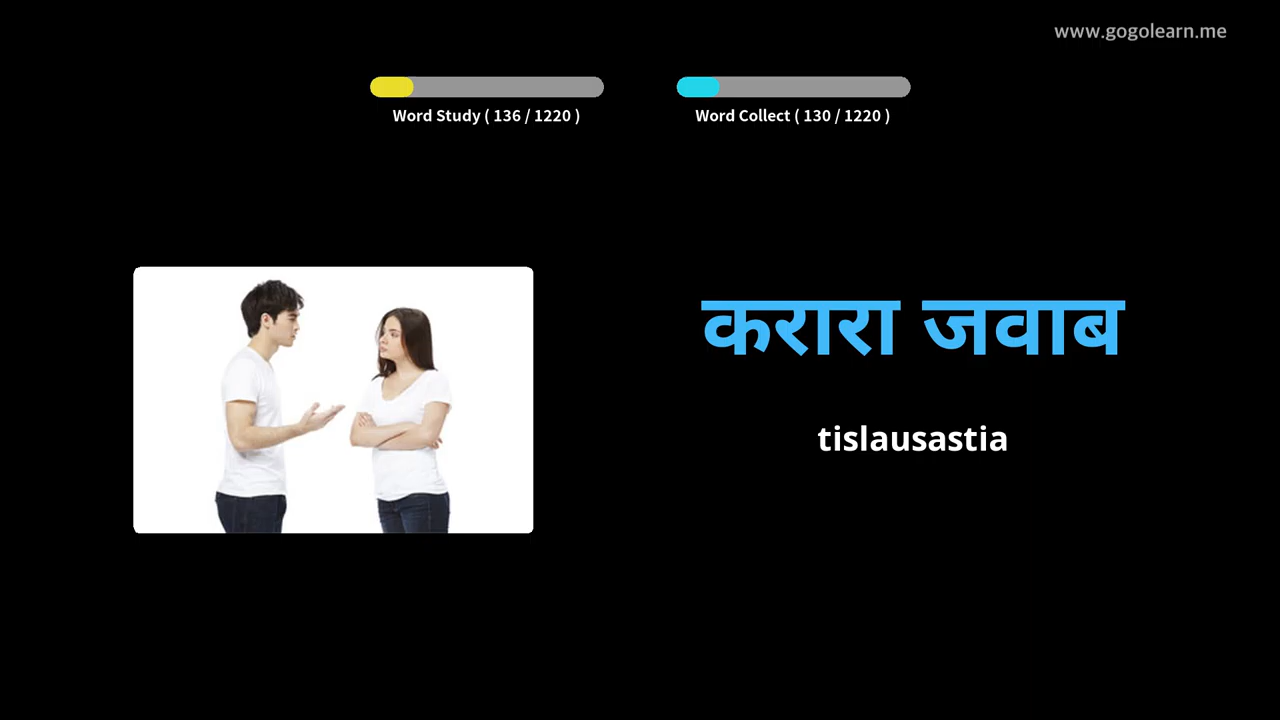 www.gogolearn.me
Word Study ( 136 / 1220 )
Word Collect ( 130 / 1220 )
करारा जवाब
tislausastia